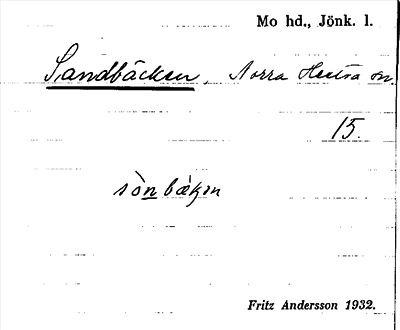 Mo hd., Jönk. l.
Sandbäcken, Norra Hestra sn
15.
sònbäkən
Fritz Andersson 1932.